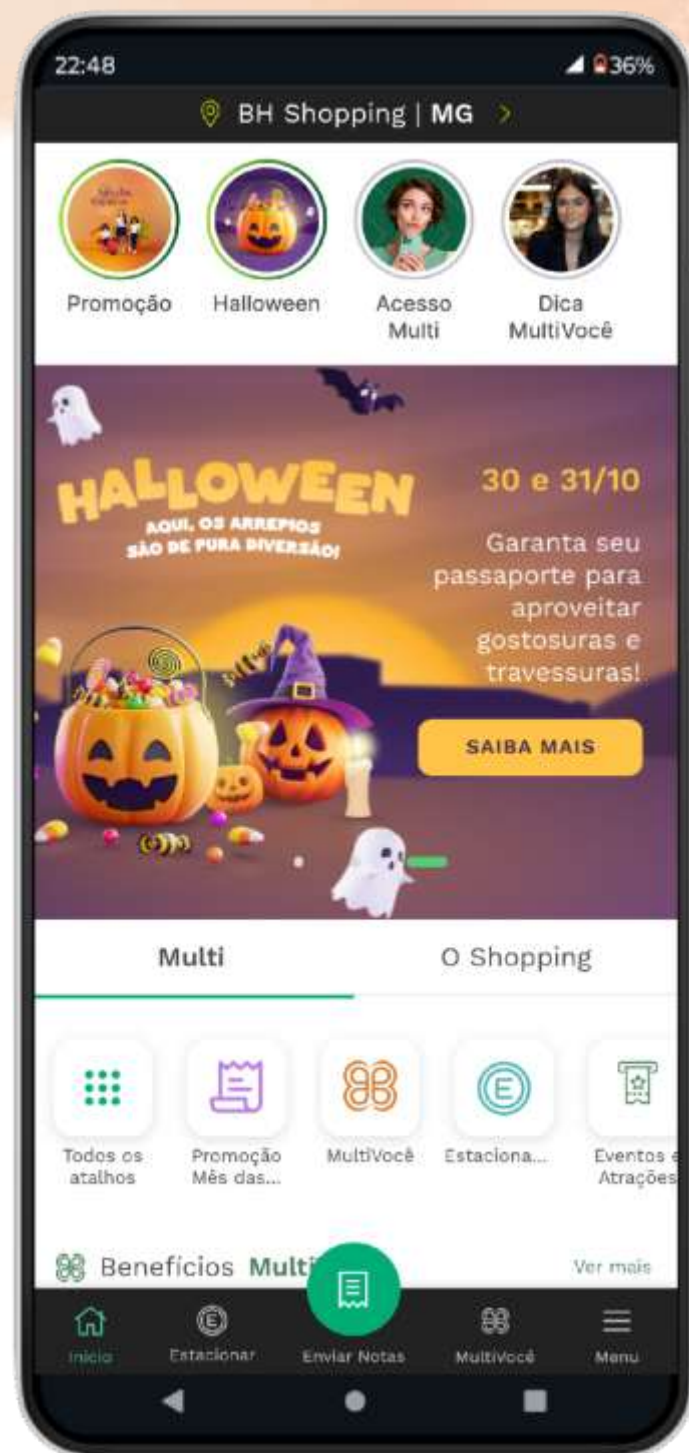 22:48
36%
BH Shopping | MG >
Promoção
Halloween
Acesso
Multi
Dica
MultiVocê
HALLOWEEN
AQUI, OS ARREPIOS
SÃO DE PURA DIVERSÃO!
30 e 31/10
Garanta seu
passaporte para
aproveitar
gostosuras e
travessuras!
SAIBA MAIS
Multi
O Shopping
Todos os
atalhos
Promoção
Mês das...
MultiVocê
E
Estaciona...
Eventos e
Atrações
Benefícios Multi
Ver mais
Início
E
Estacionar
Enviar Notas
MultiVocê
Menu